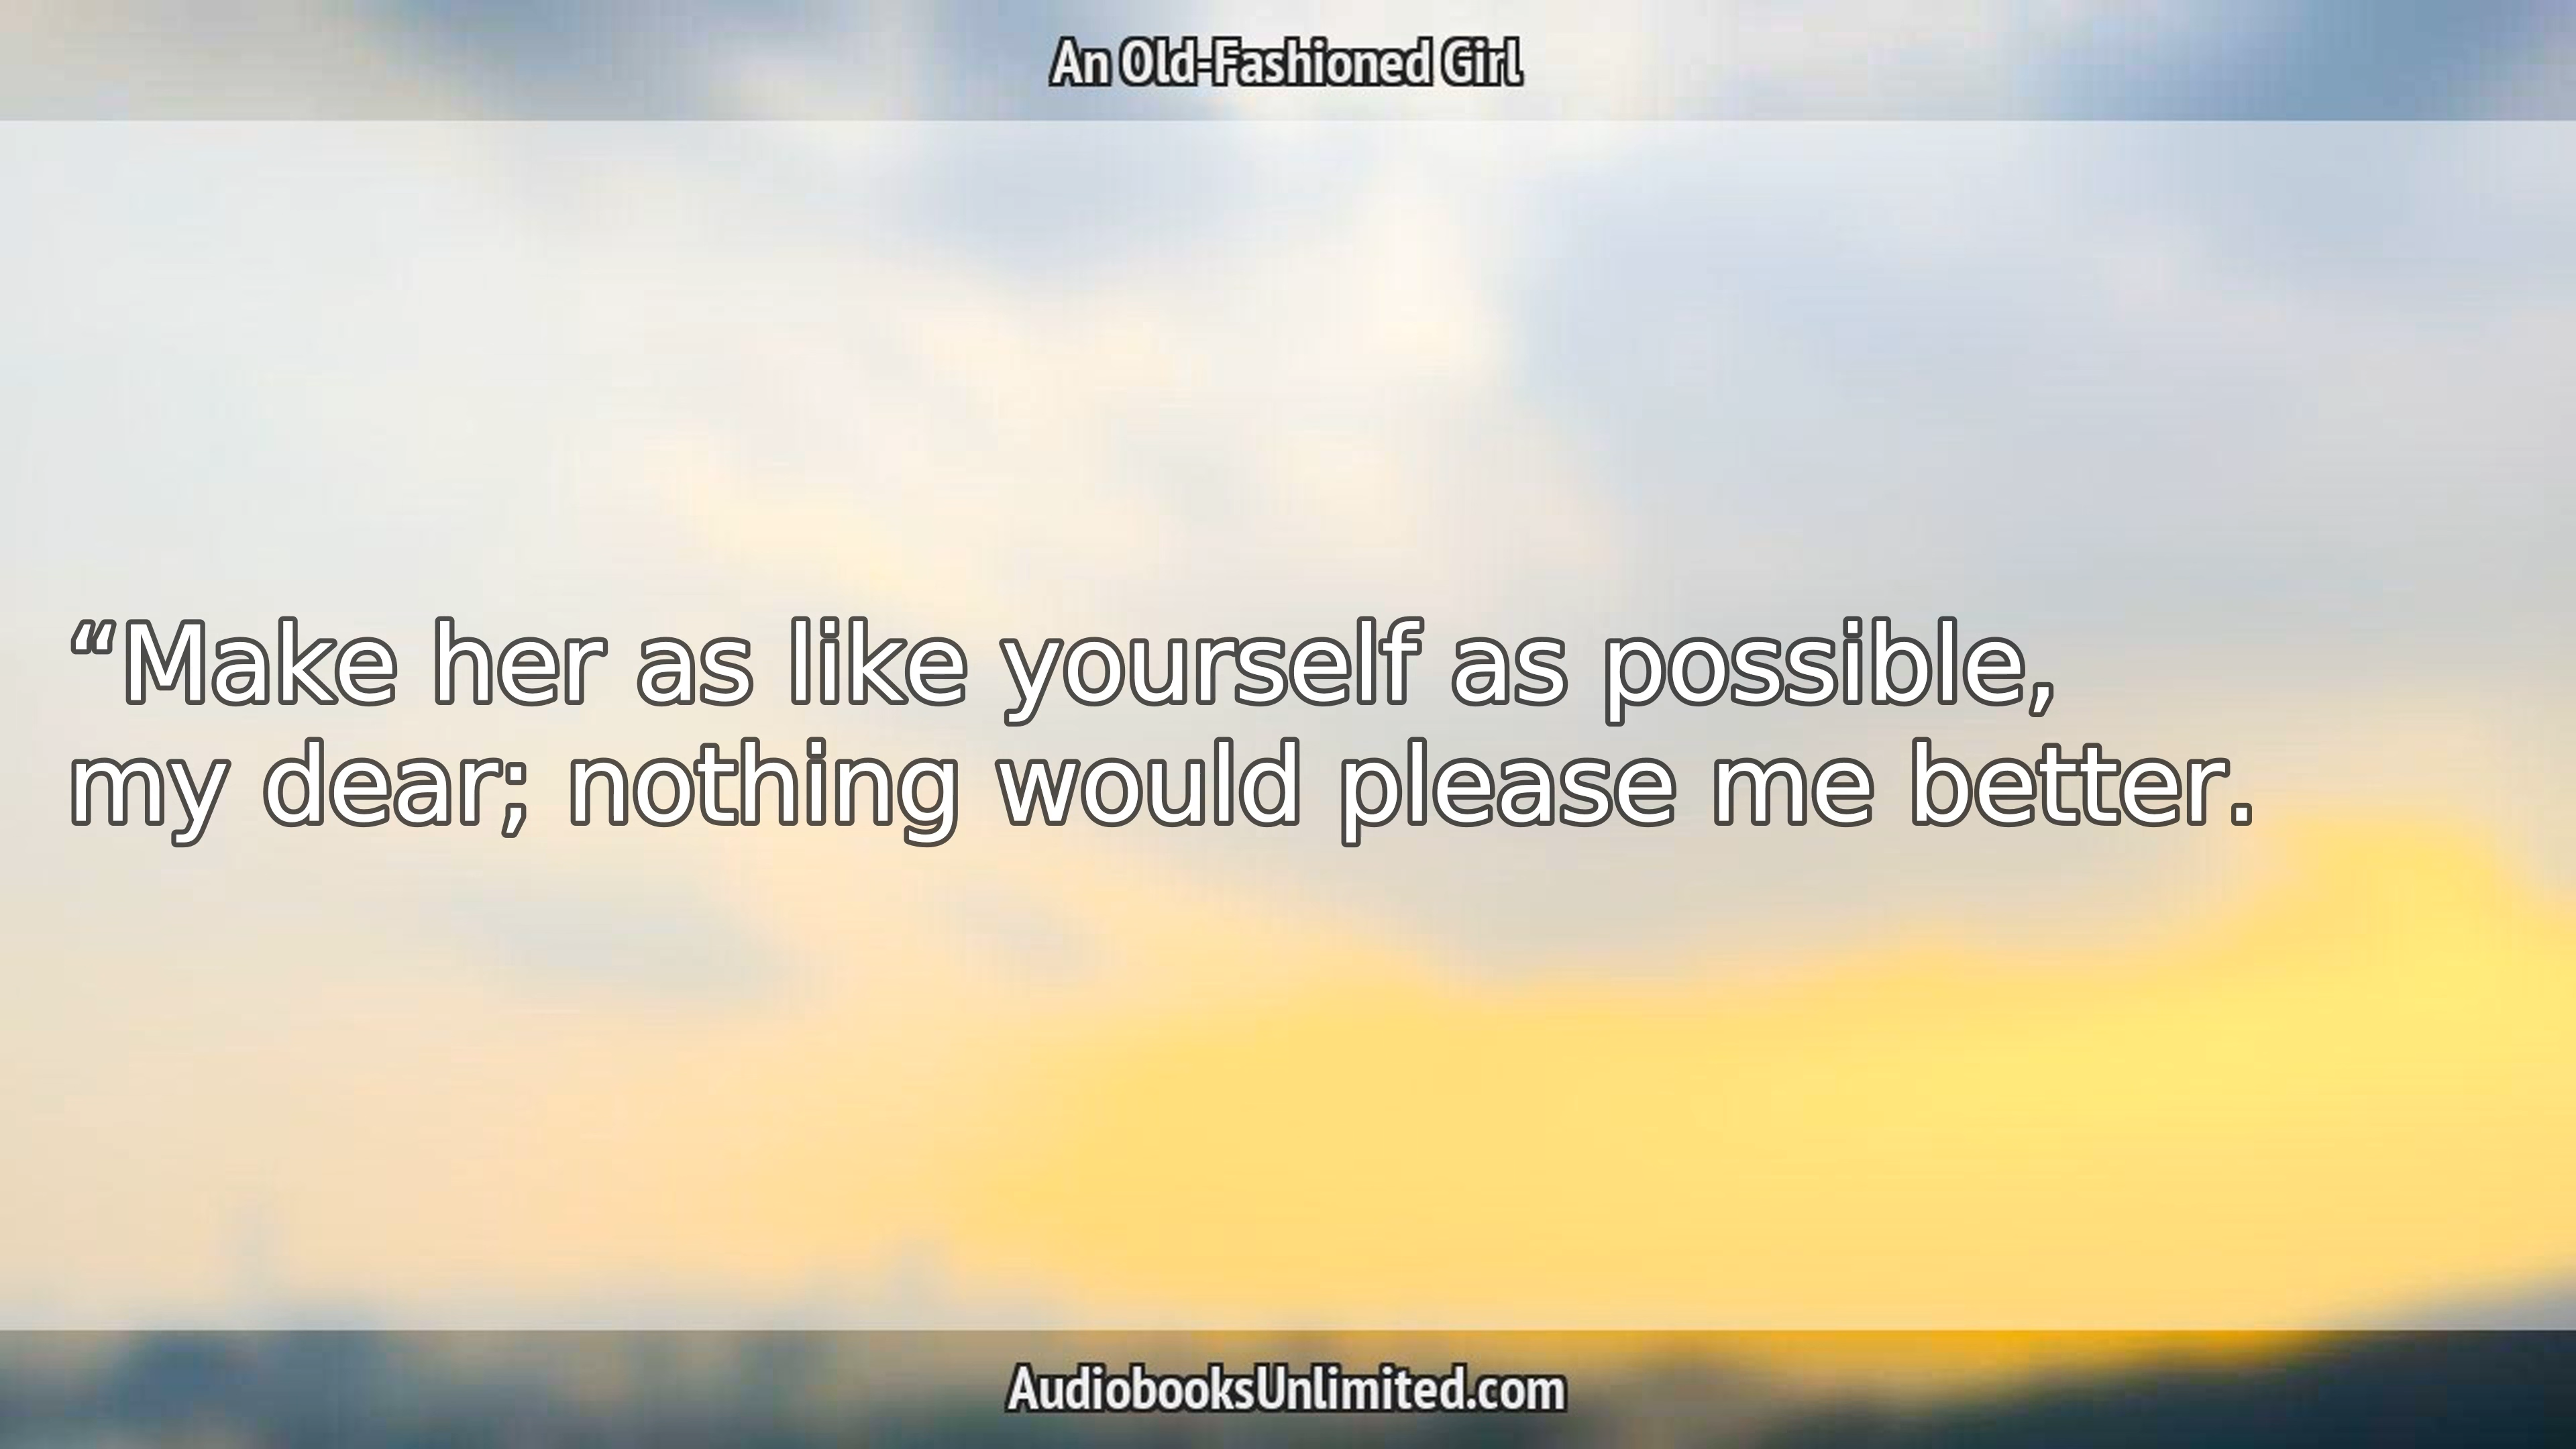 An Old-Fashioned Girl
“Make her as like yourself as possible,
my dear; nothing would please me better.
AudiobooksUnlimited.com